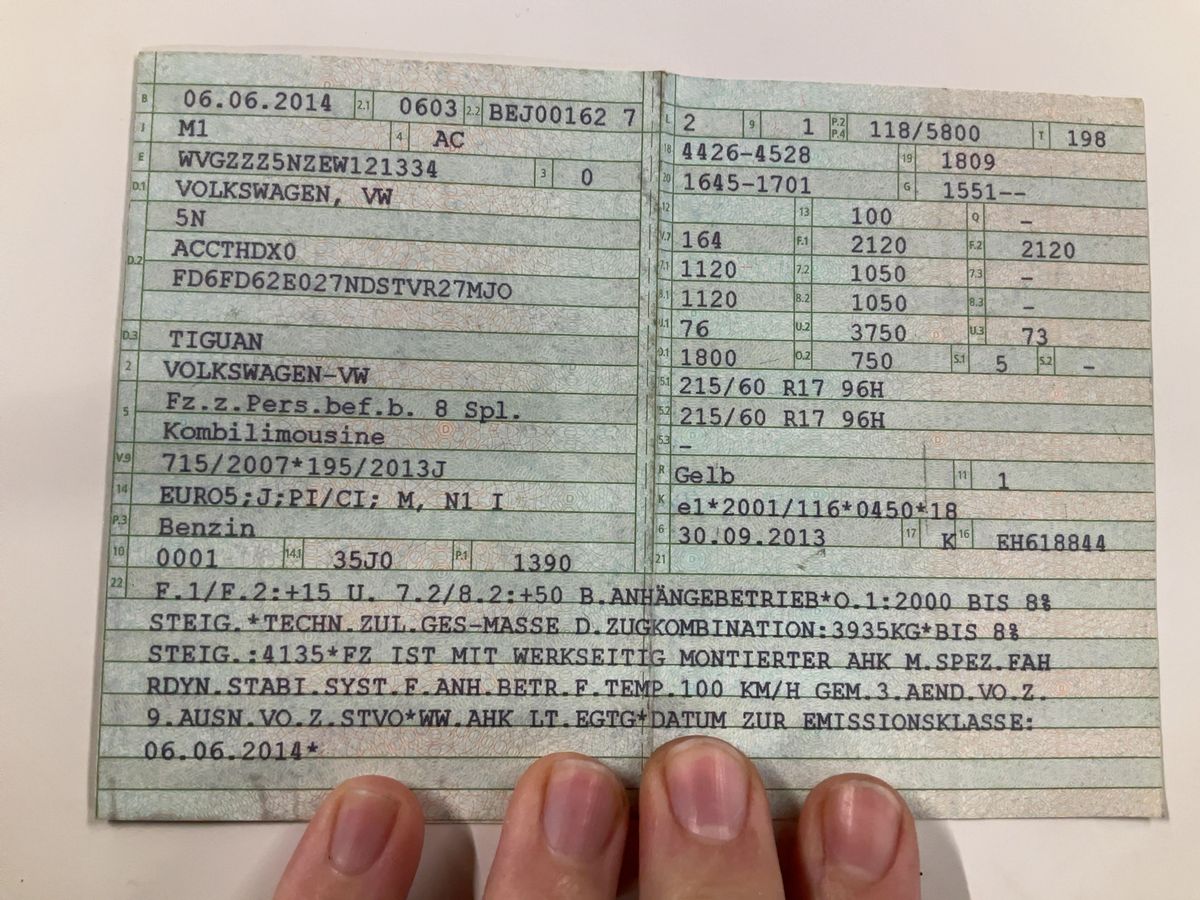 B 06.06.2014 2.1 0603 2.2 BEJ00162 7
J M1 4 AC
E WVGZZZ5NZEW121334 3 0
D.1 VOLKSWAGEN, VW
5N
D.2 ACCTHDX0
FD6FD62E027NDSTVR27MJO
D.3 TIGUAN
2 VOLKSWAGEN-VW
5 Fz.z.Pers.bef.b. 8 Spl.
Kombilimousine
V.9 715/2007*195/2013J
14 EURO5;J;PI/CI; M, N1 I
P.3 Benzin
10 0001 14.1 35J0 P.1 1390
L 2 9 1 P.2 P.4 118/5800 T 198
18 4426-4528 19 1809
20 1645-1701 G 1551--
12 13 100 Q -
V.7 164 F.1 2120 F.2 2120
7.1 1120 7.2 1050 7.3 -
8.1 1120 8.2 1050 8.3 -
U.1 76 U.2 3750 U.3 73
O.1 1800 O.2 750 S.1 5 S.2 -
15.1 215/60 R17 96H
15.2 215/60 R17 96H
15.3 -
R Gelb 11 1
K e1*2001/116*0450*18
6 30.09.2013 17 K 16 EH618844
21
22 F.1/F.2:+15 U. 7.2/8.2:+50 B.ANHÄNGEBETRIEB*O.1:2000 BIS 8%
STEIG.*TECHN.ZUL.GES-MASSE D.ZUGKOMBINATION:3935KG*BIS 8%
STEIG.:4135*FZ IST MIT WERKSEITIG MONTIERTER AHK M.SPEZ.FAH
RDYN.STABI.SYST.F.ANH.BETR.F.TEMP.100 KM/H GEM.3.AEND.VO.Z.
9.AUSN.VO.Z.STVO*WW.AHK LT.EGTG*DATUM ZUR EMISSIONSKLASSE:
06.06.2014*